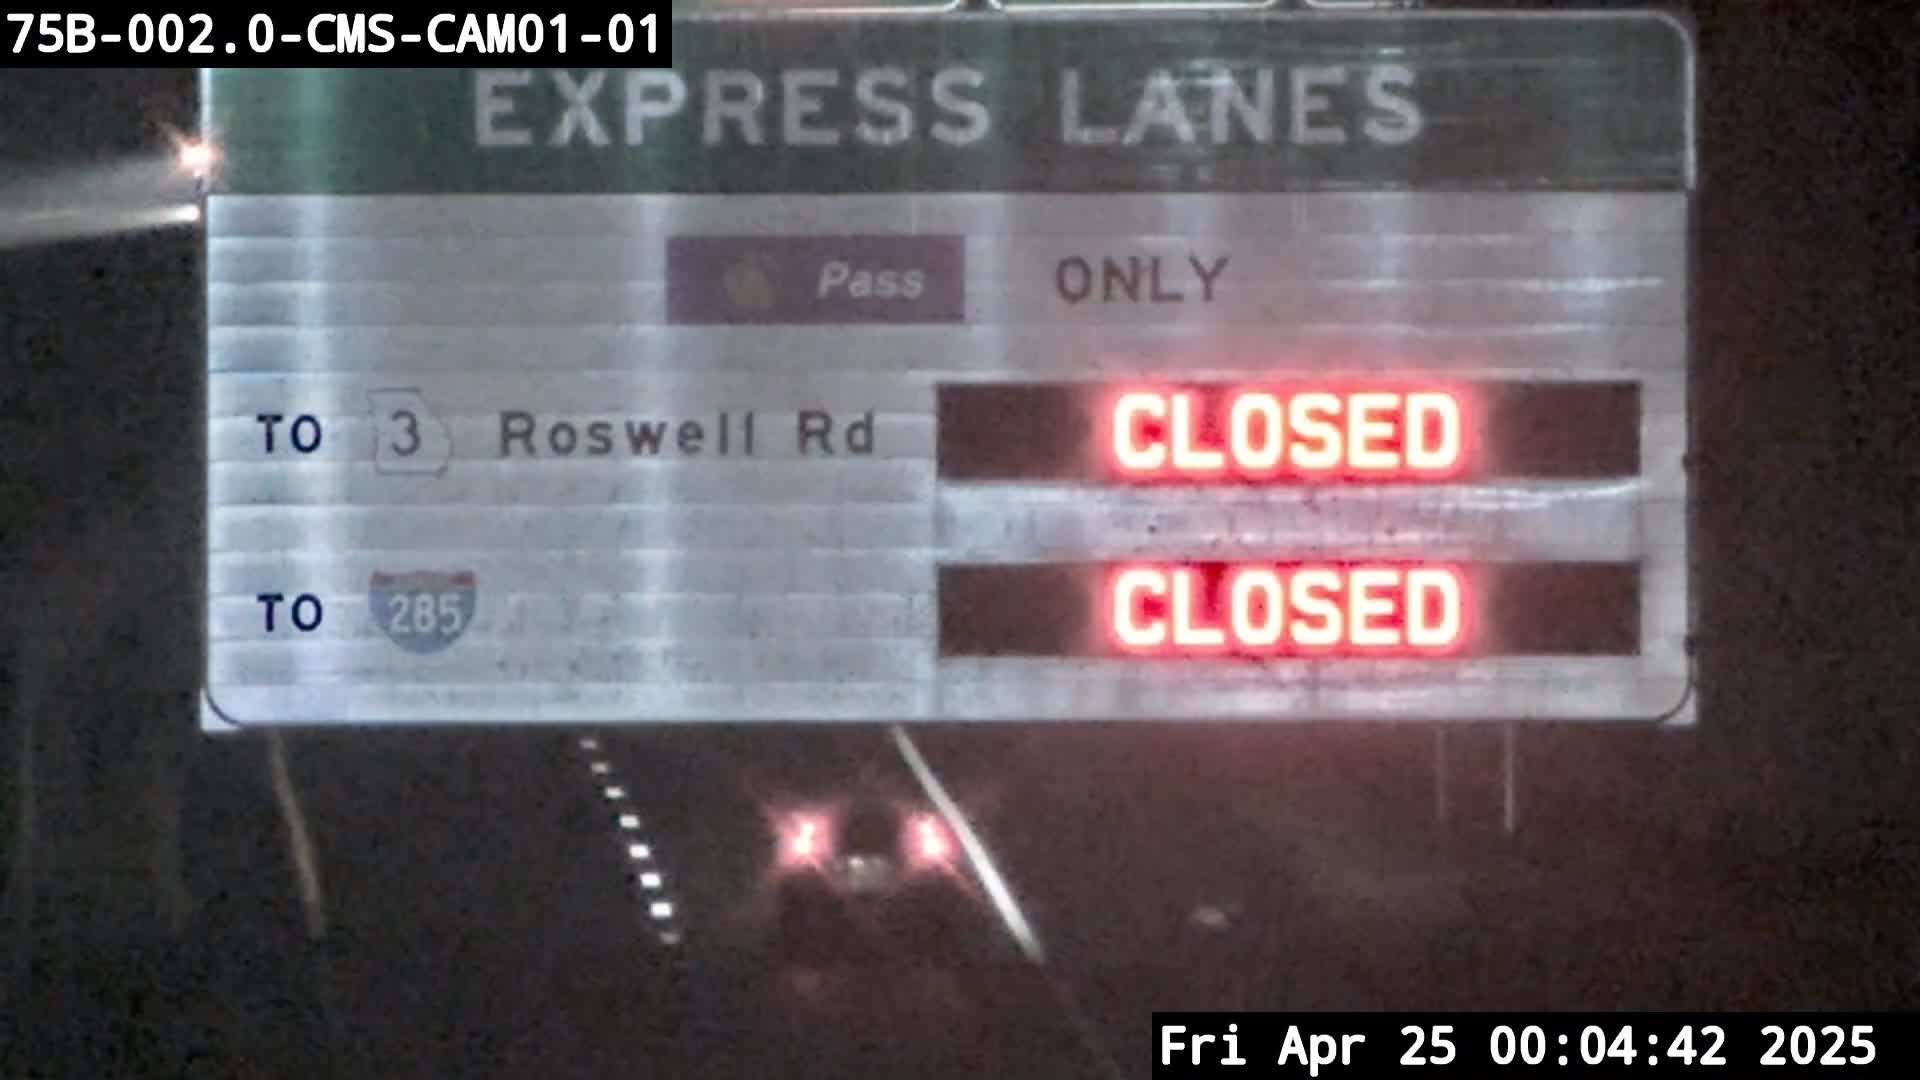 75B-002.0-CMS-CAM01-01
EXPRESS LANES
Pass ONLY
TO 3 Roswell Rd CLOSED
TO 285 CLOSED
Fri Apr 25 00:04:42 2025